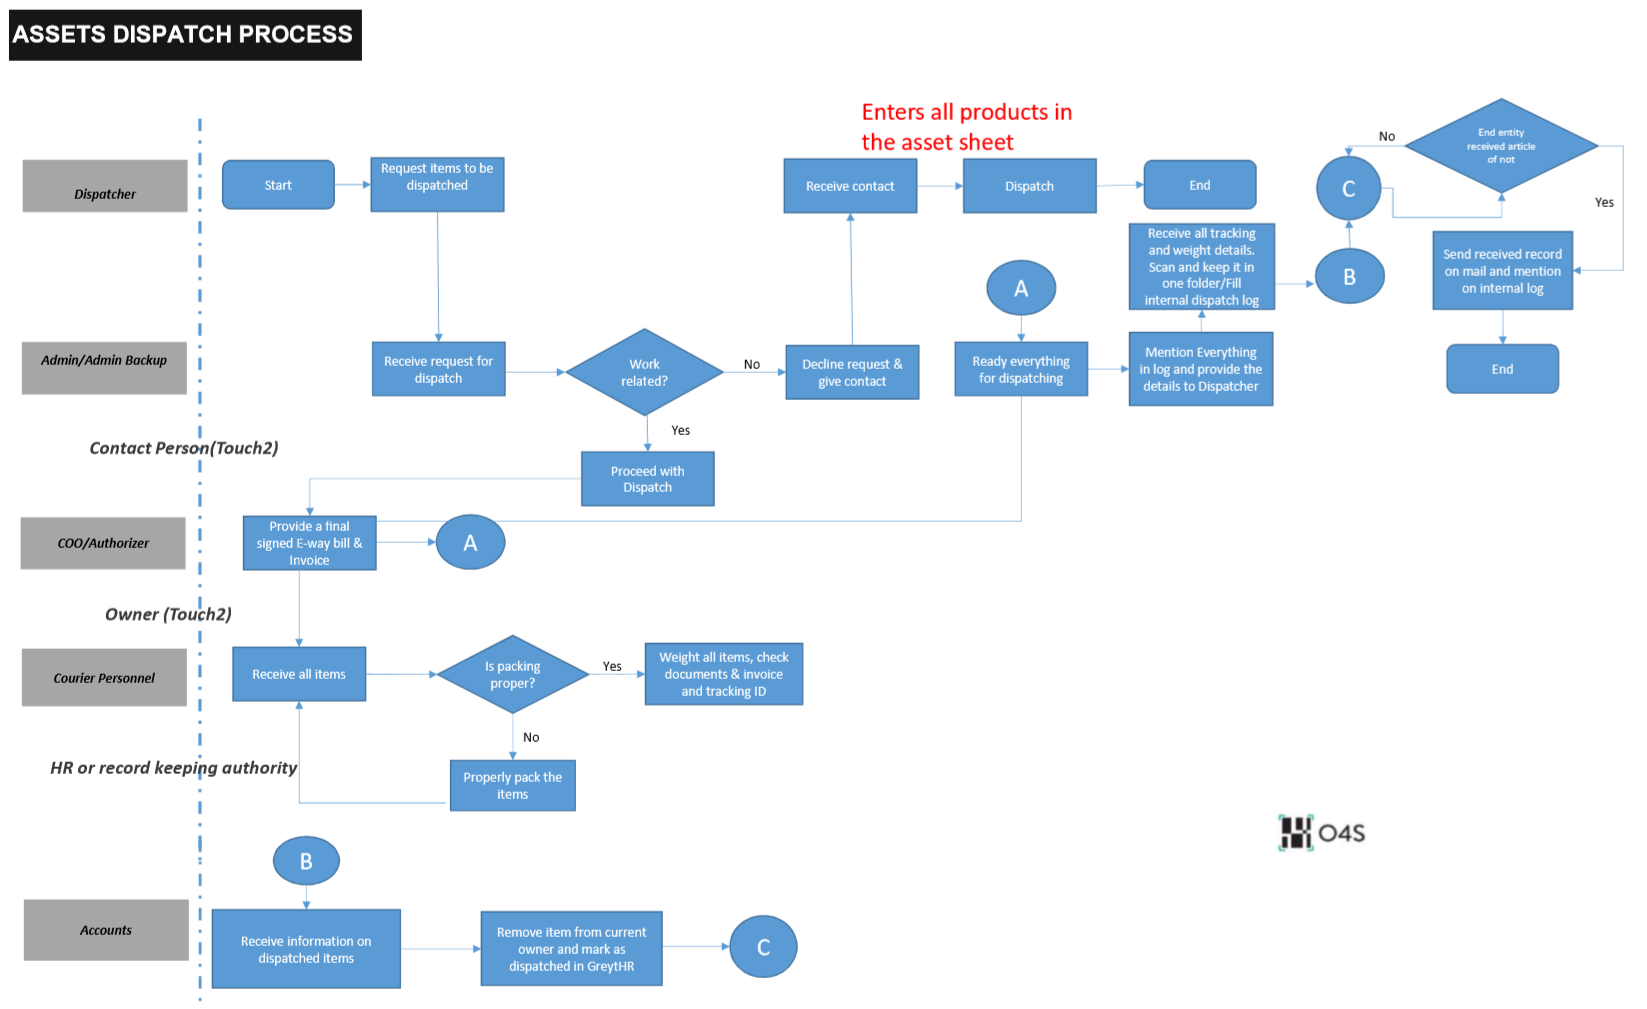 ASSETS DISPATCH PROCESS
Enters all products in
the asset sheet
Dispatcher
Start
Request items to be
dispatched
Receive contact
Dispatch
End
C
No
End entity
received article
of not
Yes
Receive all tracking
and weight details.
Scan and keep it in
one folder/Fill
internal dispatch log
B
Send received record
on mail and mention
on internal log
End
A
Admin/Admin Backup
Receive request for
dispatch
Work
related?
No
Decline request &
give contact
Ready everything
for dispatching
Mention Everything
in log and provide the
details to Dispatcher
Yes
Proceed with
Dispatch
Contact Person(Touch2)
COO/Authorizer
Provide a final
signed E-way bill &
Invoice
A
Owner (Touch2)
Courier Personnel
Receive all items
Is packing
proper?
Yes
Weight all items, check
documents & invoice
and tracking ID
No
Properly pack the
items
HR or record keeping authority
O4S
B
Accounts
Receive information on
dispatched items
Remove item from current
owner and mark as
dispatched in GreytHR
C